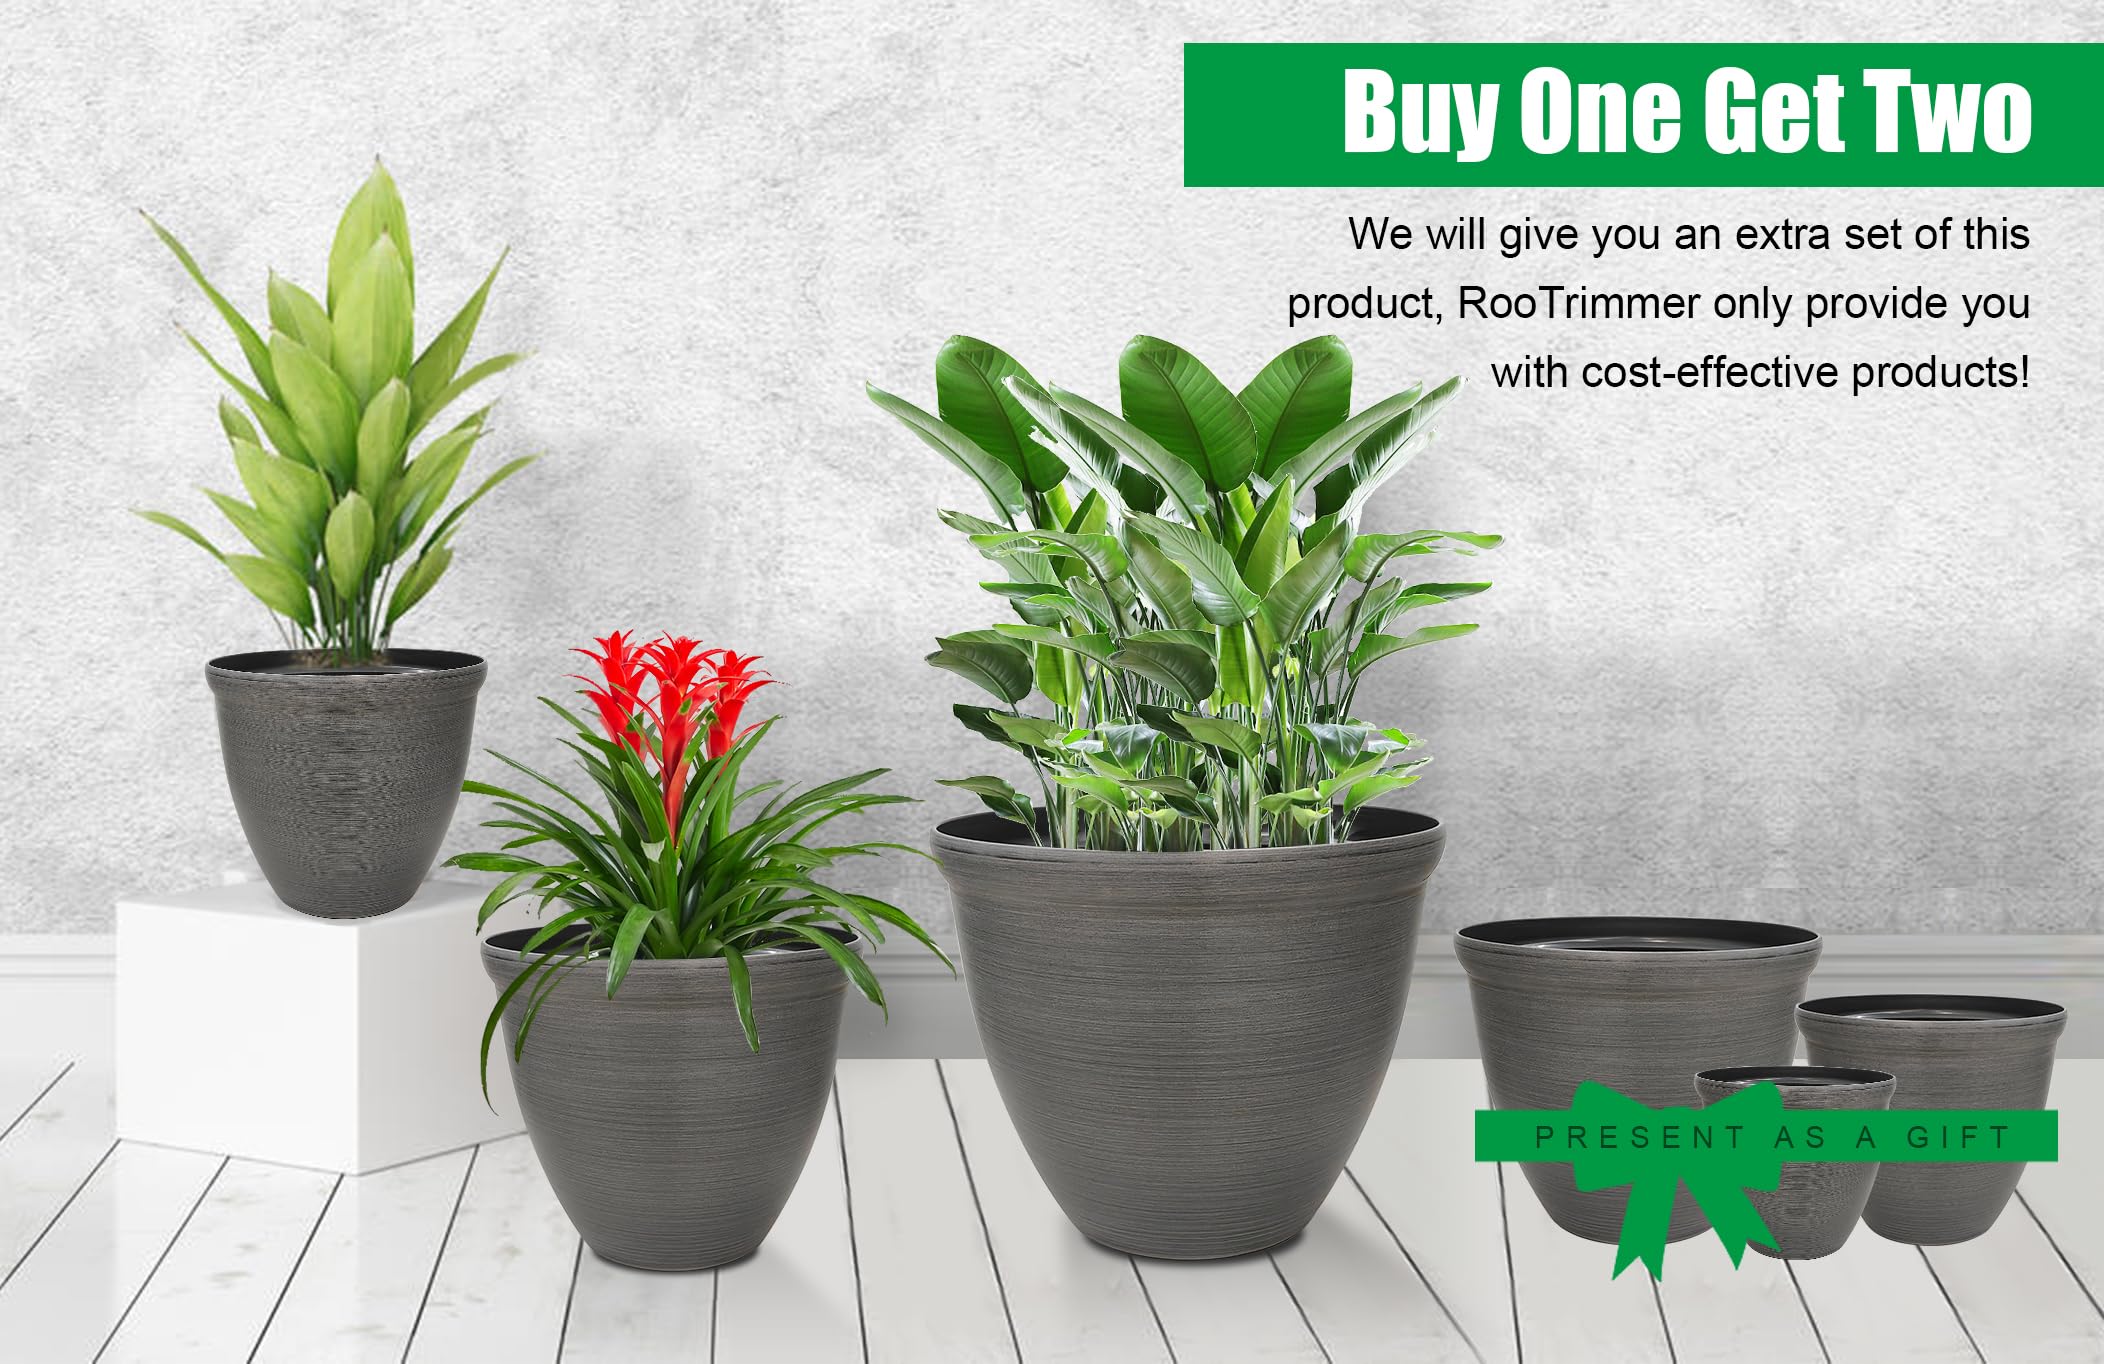 Buy One Get Two
We will give you an extra set of this
product, RooTrimmer only provide you
with cost-effective products!
PRESENT AS A GIFT